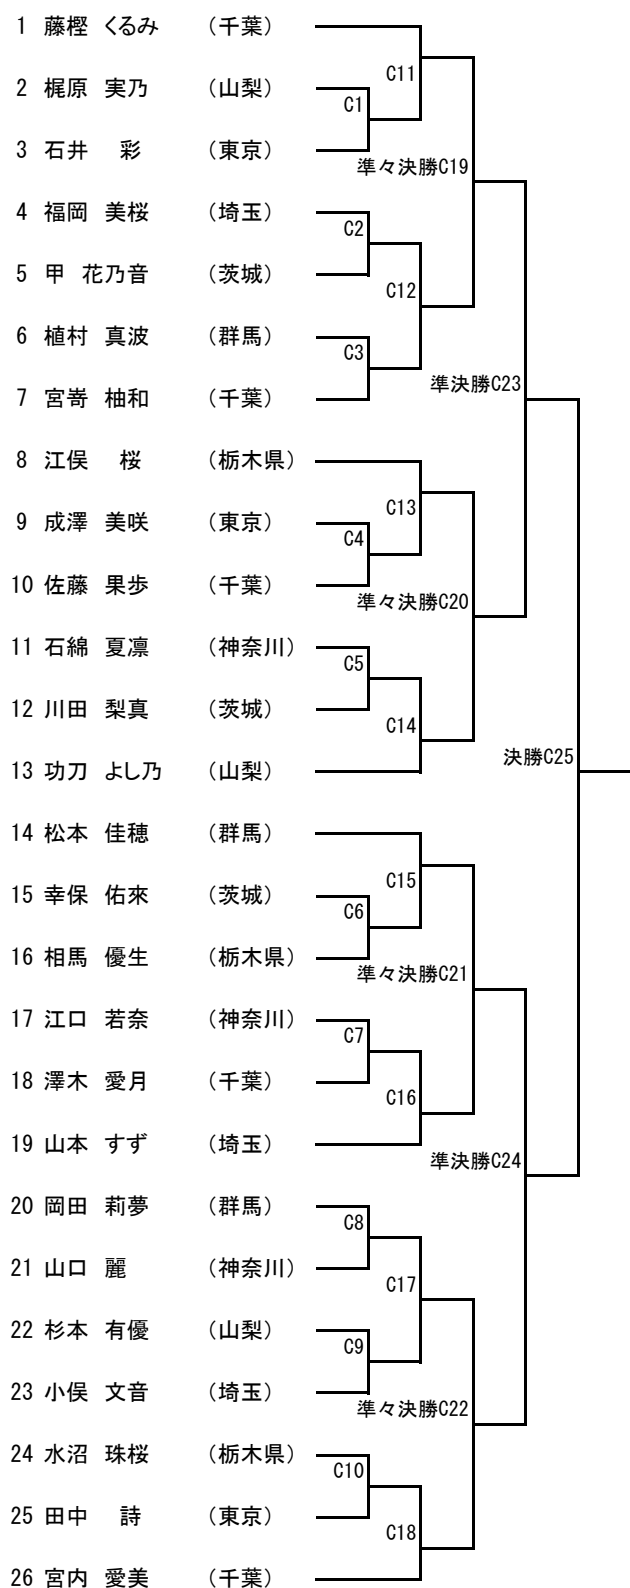 1 藤樫 くるみ （千葉）
C11
2 梶原 実乃 （山梨）
C1
3 石井 彩 （東京）
準々決勝C19
4 福岡 美桜 （埼玉）
C2
5 甲 花乃音 （茨城）
C12
6 植村 真波 （群馬）
C3
7 宮嵜 柚和 （千葉）
準決勝C23
8 江俣 桜 （栃木県）
C13
9 成澤 美咲 （東京）
C4
10 佐藤 果歩 （千葉）
準々決勝C20
11 石綿 夏凛 （神奈川）
C5
12 川田 梨真 （茨城）
C14
決勝C25
13 功刀 よし乃 （山梨）
14 松本 佳穂 （群馬）
C15
15 幸保 佑來 （茨城）
C6
16 相馬 優生 （栃木県）
準々決勝C21
17 江口 若奈 （神奈川）
C7
18 澤木 愛月 （千葉）
C16
19 山本 すず （埼玉）
準決勝C24
20 岡田 莉夢 （群馬）
C8
21 山口 麗 （神奈川）
C17
22 杉本 有優 （山梨）
C9
23 小俣 文音 （埼玉）
準々決勝C22
24 水沼 珠桜 （栃木県）
C10
25 田中 詩 （東京）
C18
26 宮内 愛美 （千葉）